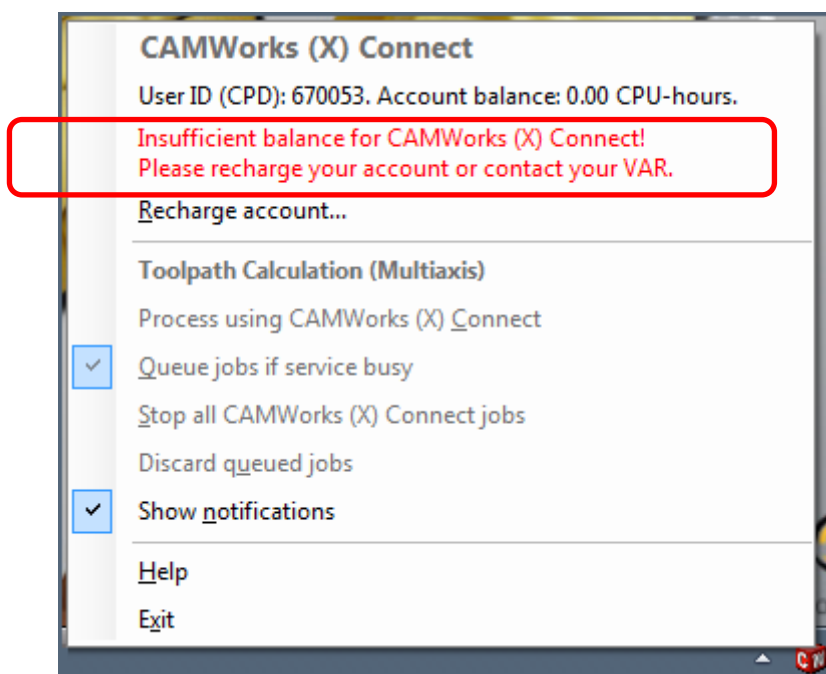 CAMWorks (X) Connect
User ID (CPD): 670053. Account balance: 0.00 CPU-hours.
Insufficient balance for CAMWorks (X) Connect!
Please recharge your account or contact your VAR.
Recharge account...
Toolpath Calculation (Multiaxis)
Process using CAMWorks (X) Connect
Queue jobs if service busy
Stop all CAMWorks (X) Connect jobs
Discard queued jobs
Show notifications
Help
Exit